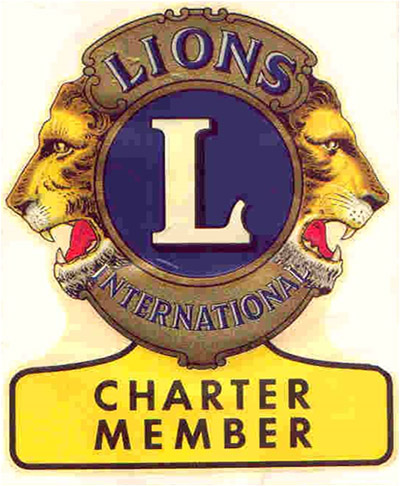 LIONS
L
INTERNATIONAL
CHARTER
MEMBER